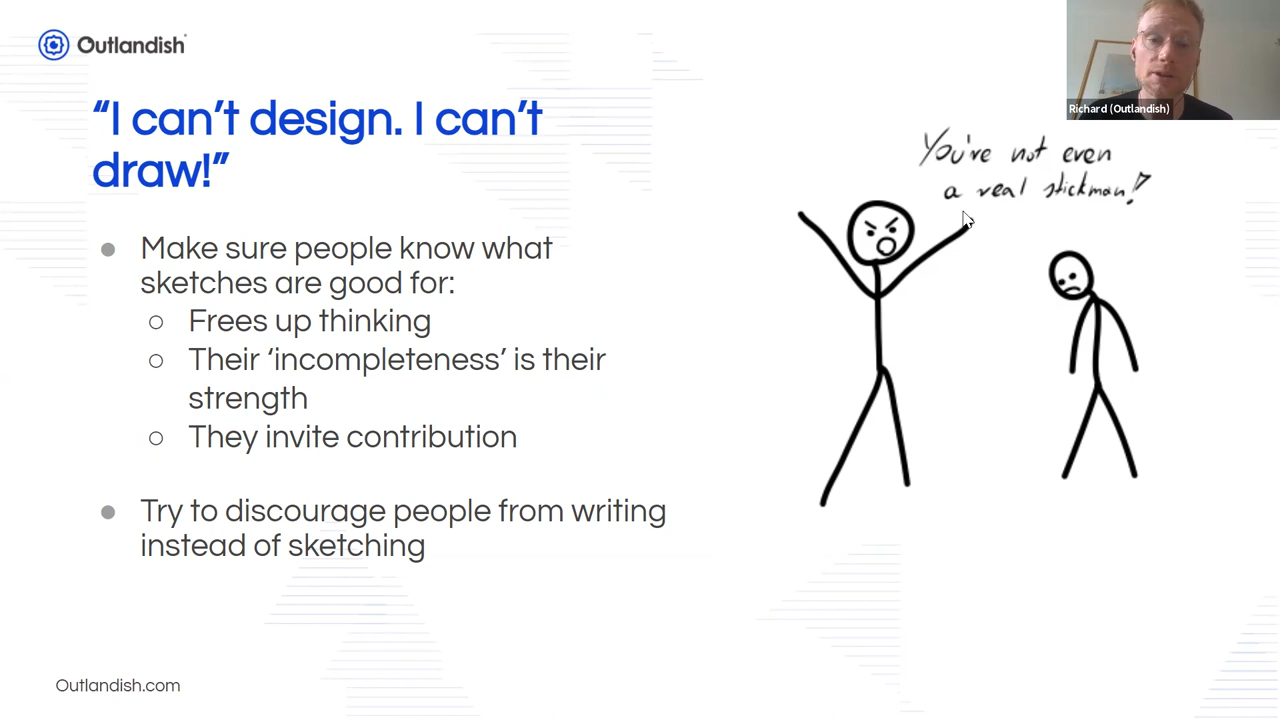 Outlandish
Richard (Outlandish)
“I can’t design. I can’t
draw!”
You've not even
a real stickman!
Make sure people know what
sketches are good for:
Frees up thinking
Their ‘incompleteness’ is their
strength
They invite contribution
Try to discourage people from writing
instead of sketching
Outlandish.com